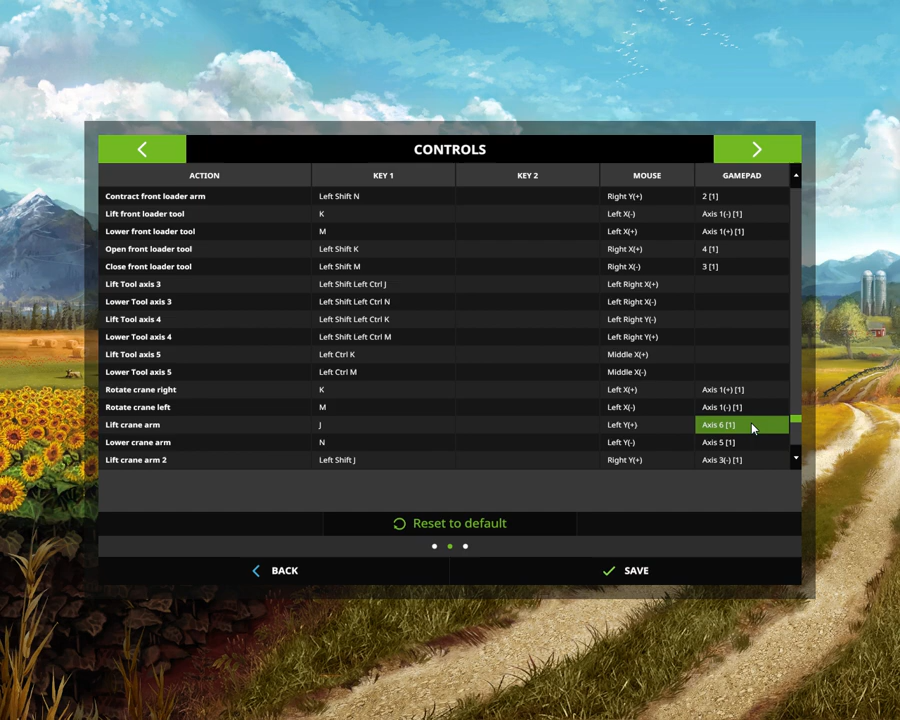 CONTROLS
ACTION KEY 1 KEY 2 MOUSE GAMEPAD
Contract front loader arm Left Shift N Right Y(+) 2 [1]
Lift front loader tool K Left X(-) Axis 1(-) [1]
Lower front loader tool M Left X(+) Axis 1(+) [1]
Open front loader tool Left Shift K Right X(+) 4 [1]
Close front loader tool Left Shift M Right X(-) 3 [1]
Lift Tool axis 3 Left Shift Left Ctrl J Left Right X(+)
Lower Tool axis 3 Left Shift Left Ctrl N Left Right X(-)
Lift Tool axis 4 Left Shift Left Ctrl K Left Right Y(-)
Lower Tool axis 4 Left Shift Left Ctrl M Left Right Y(+)
Lift Tool axis 5 Left Ctrl K Middle X(+)
Lower Tool axis 5 Left Ctrl M Middle X(-)
Rotate crane right K Left X(+) Axis 1(+) [1]
Rotate crane left M Left X(-) Axis 1(-) [1]
Lift crane arm J Left Y(+) Axis 6 [1]
Lower crane arm N Left Y(-) Axis 5 [1]
Lift crane arm 2 Left Shift J Right Y(+) Axis 3(-) [1]
Reset to default
BACK SAVE